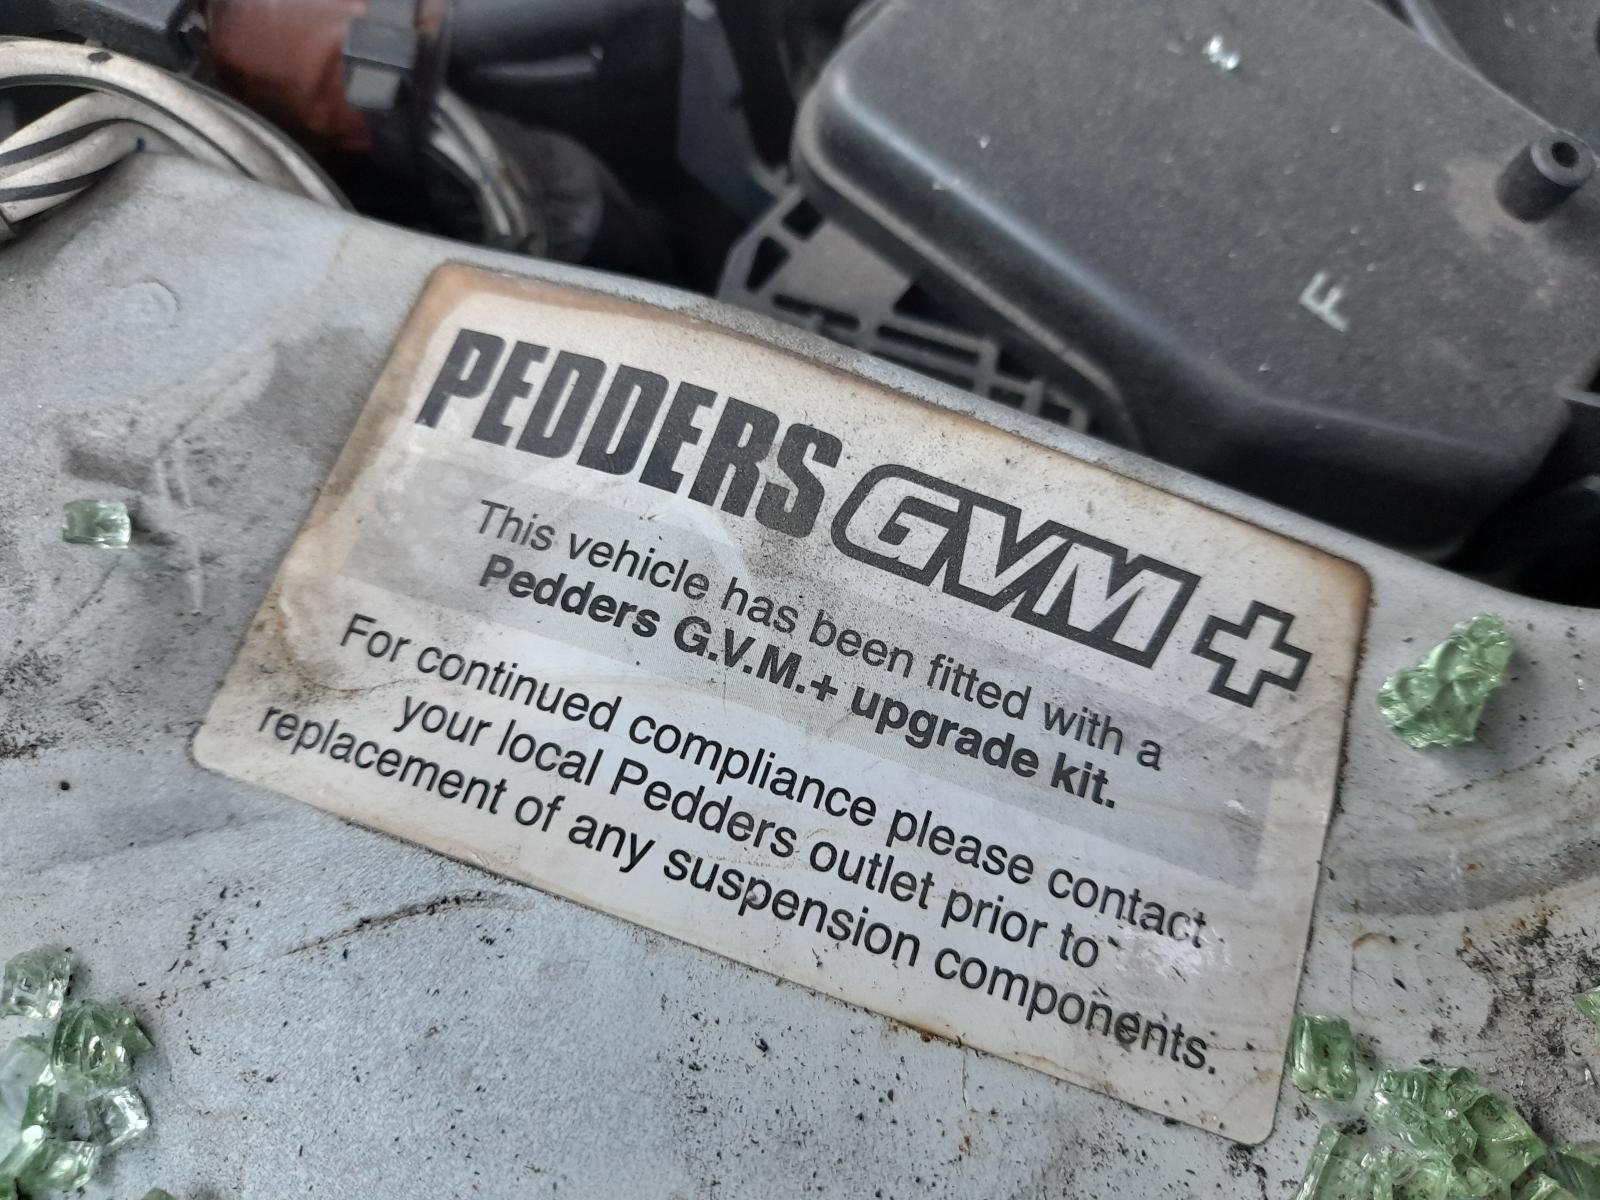 F
PEDDERS GVM+
This vehicle has been fitted with a
Pedders G.V.M.+ upgrade kit.
For continued compliance please contact
your local Pedders outlet prior to
replacement of any suspension components.